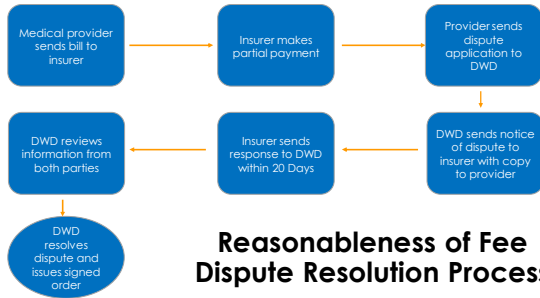 Medical provider
sends bill to
insurer
Insurer makes
partial payment
Provider sends
dispute
application to
DWD
DWD sends notice
of dispute to
insurer with copy
to provider
Insurer sends
response to DWD
within 20 Days
DWD reviews
information from
both parties
DWD
resolves
dispute and
issues signed
order
Reasonableness of Fee
Dispute Resolution Process